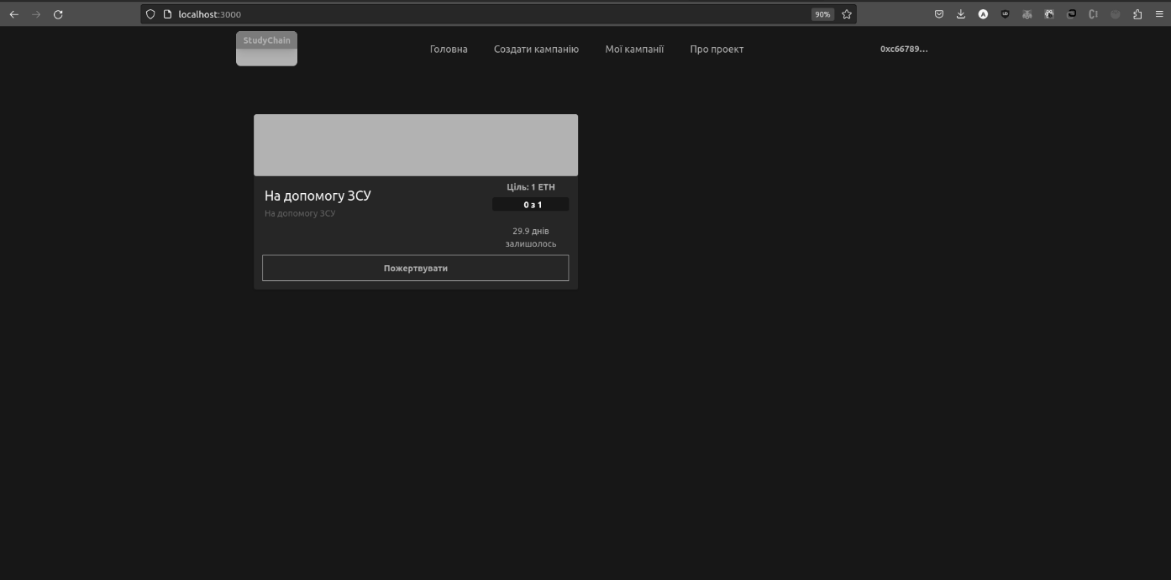 localhost:3000
90%
StudyChain
Головна Создати кампанію Мої кампанії Про проект
0xc66789...
Ціль: 1 ETH
На допомогу ЗСУ
0 з 1
На допомогу ЗСУ
29.9 днів
залишолось
Пожертвувати